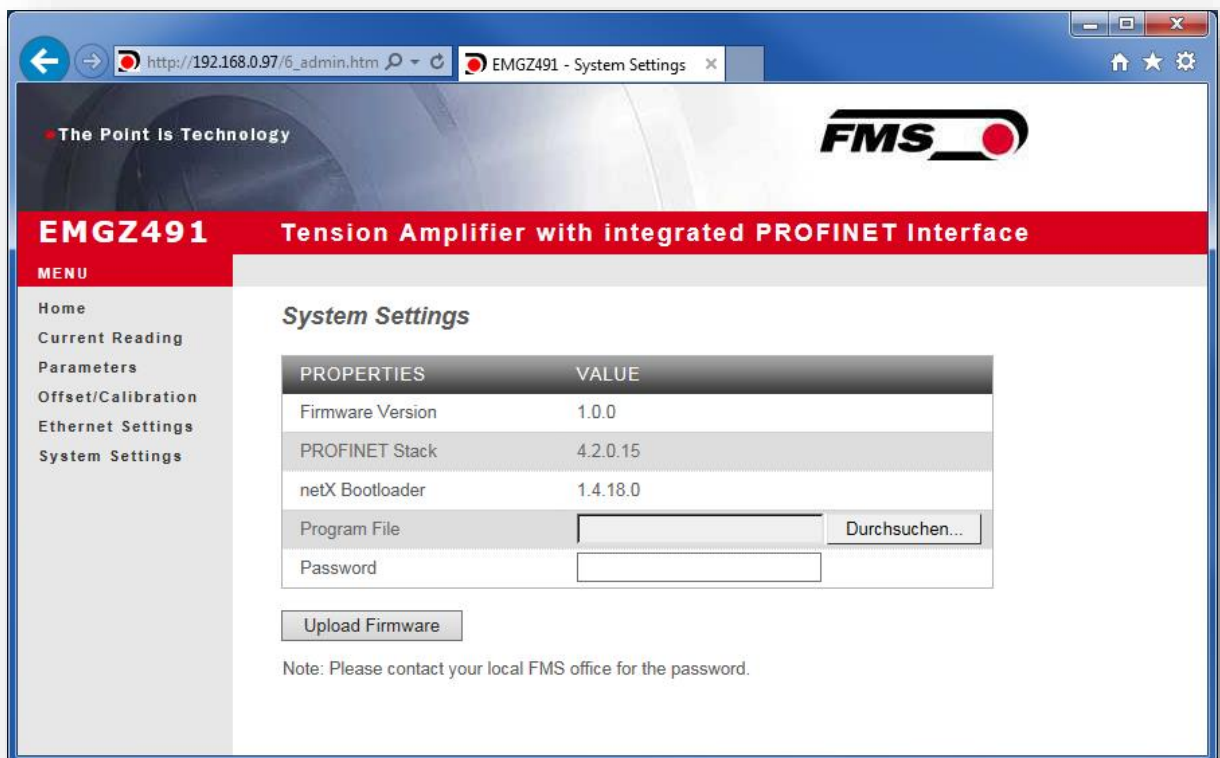 http://192.168.0.97/6_admin.htm
EMGZ491 - System Settings
The Point is Technology
FMS
EMGZ491
Tension Amplifier with integrated PROFINET Interface
MENU
Home
Current Reading
Parameters
Offset/Calibration
Ethernet Settings
System Settings
System Settings
PROPERTIES VALUE
Firmware Version 1.0.0
PROFINET Stack 4.2.0.15
netX Bootloader 1.4.18.0
Program File Durchsuchen...
Password
Upload Firmware
Note: Please contact your local FMS office for the password.